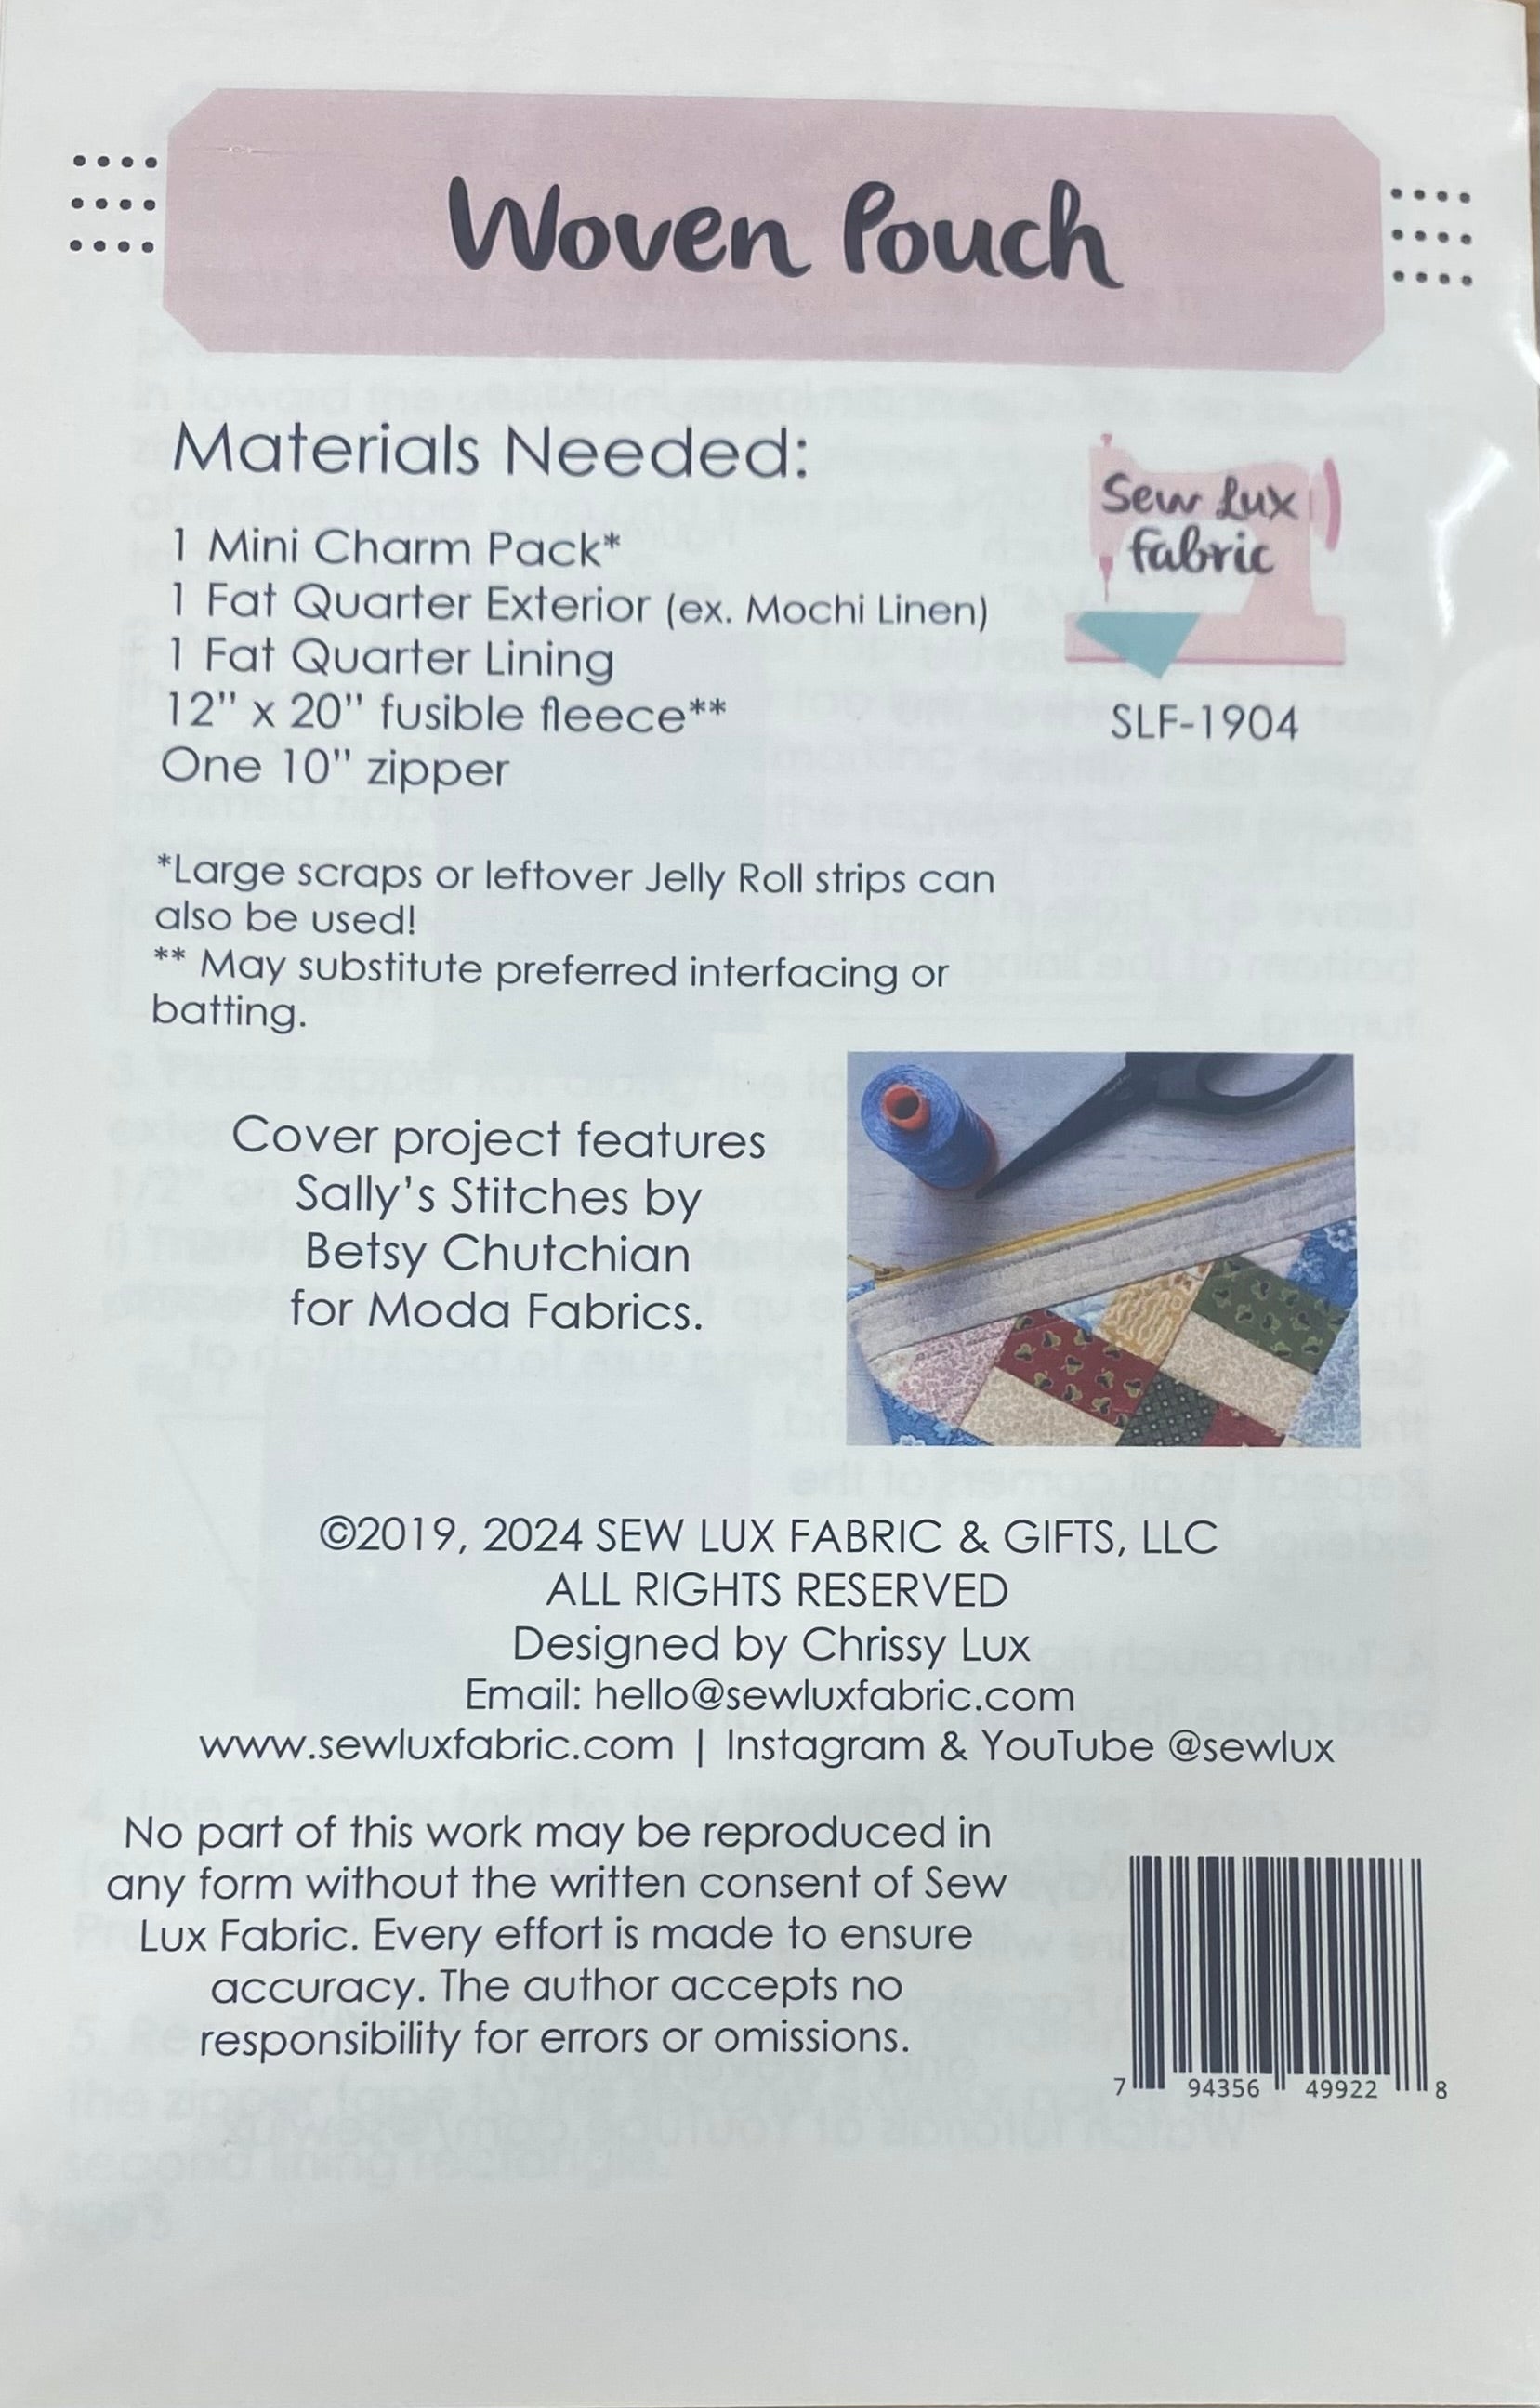 Woven Pouch
Materials Needed:
1 Mini Charm Pack*
1 Fat Quarter Exterior (ex. Mochi Linen)
1 Fat Quarter Lining
12" x 20" fusible fleece**
One 10" zipper
Sew Lux
Fabric
SLF-1904
*Large scraps or leftover Jelly Roll strips can
also be used!
** May substitute preferred interfacing or
batting.
Cover project features
Sally's Stitches by
Betsy Chutchian
for Moda Fabrics.
©2019, 2024 SEW LUX FABRIC & GIFTS, LLC
ALL RIGHTS RESERVED
Designed by Chrissy Lux
Email: hello@sewluxfabric.com
www.sewluxfabric.com | Instagram & YouTube @sewlux
No part of this work may be reproduced in
any form without the written consent of Sew
Lux Fabric. Every effort is made to ensure
accuracy. The author accepts no
responsibility for errors or omissions.
7 94356 49922 8